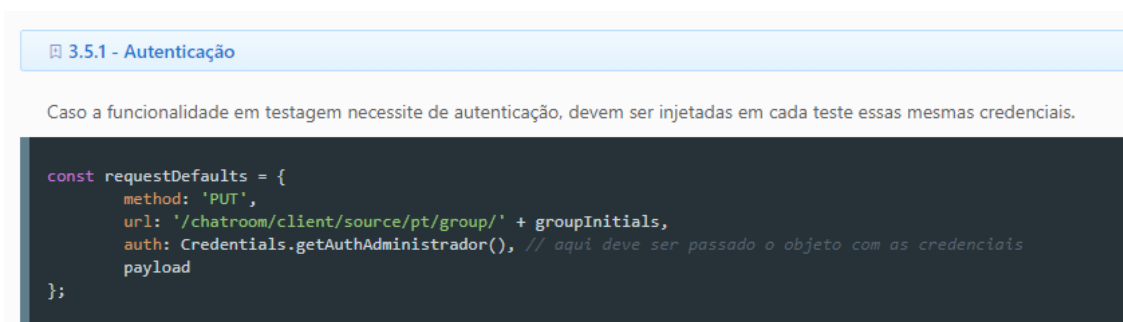 3.5.1 - Autenticação
Caso a funcionalidade em testagem necessite de autenticação, devem ser injetadas em cada teste essas mesmas credenciais.
const requestDefaults = {
method: 'PUT',
url: '/chatroom/client/source/pt/group/' + groupInitials,
auth: Credentials.getAuthAdministrador(), // aqui deve ser passado o objeto com as credenciais
payload
};